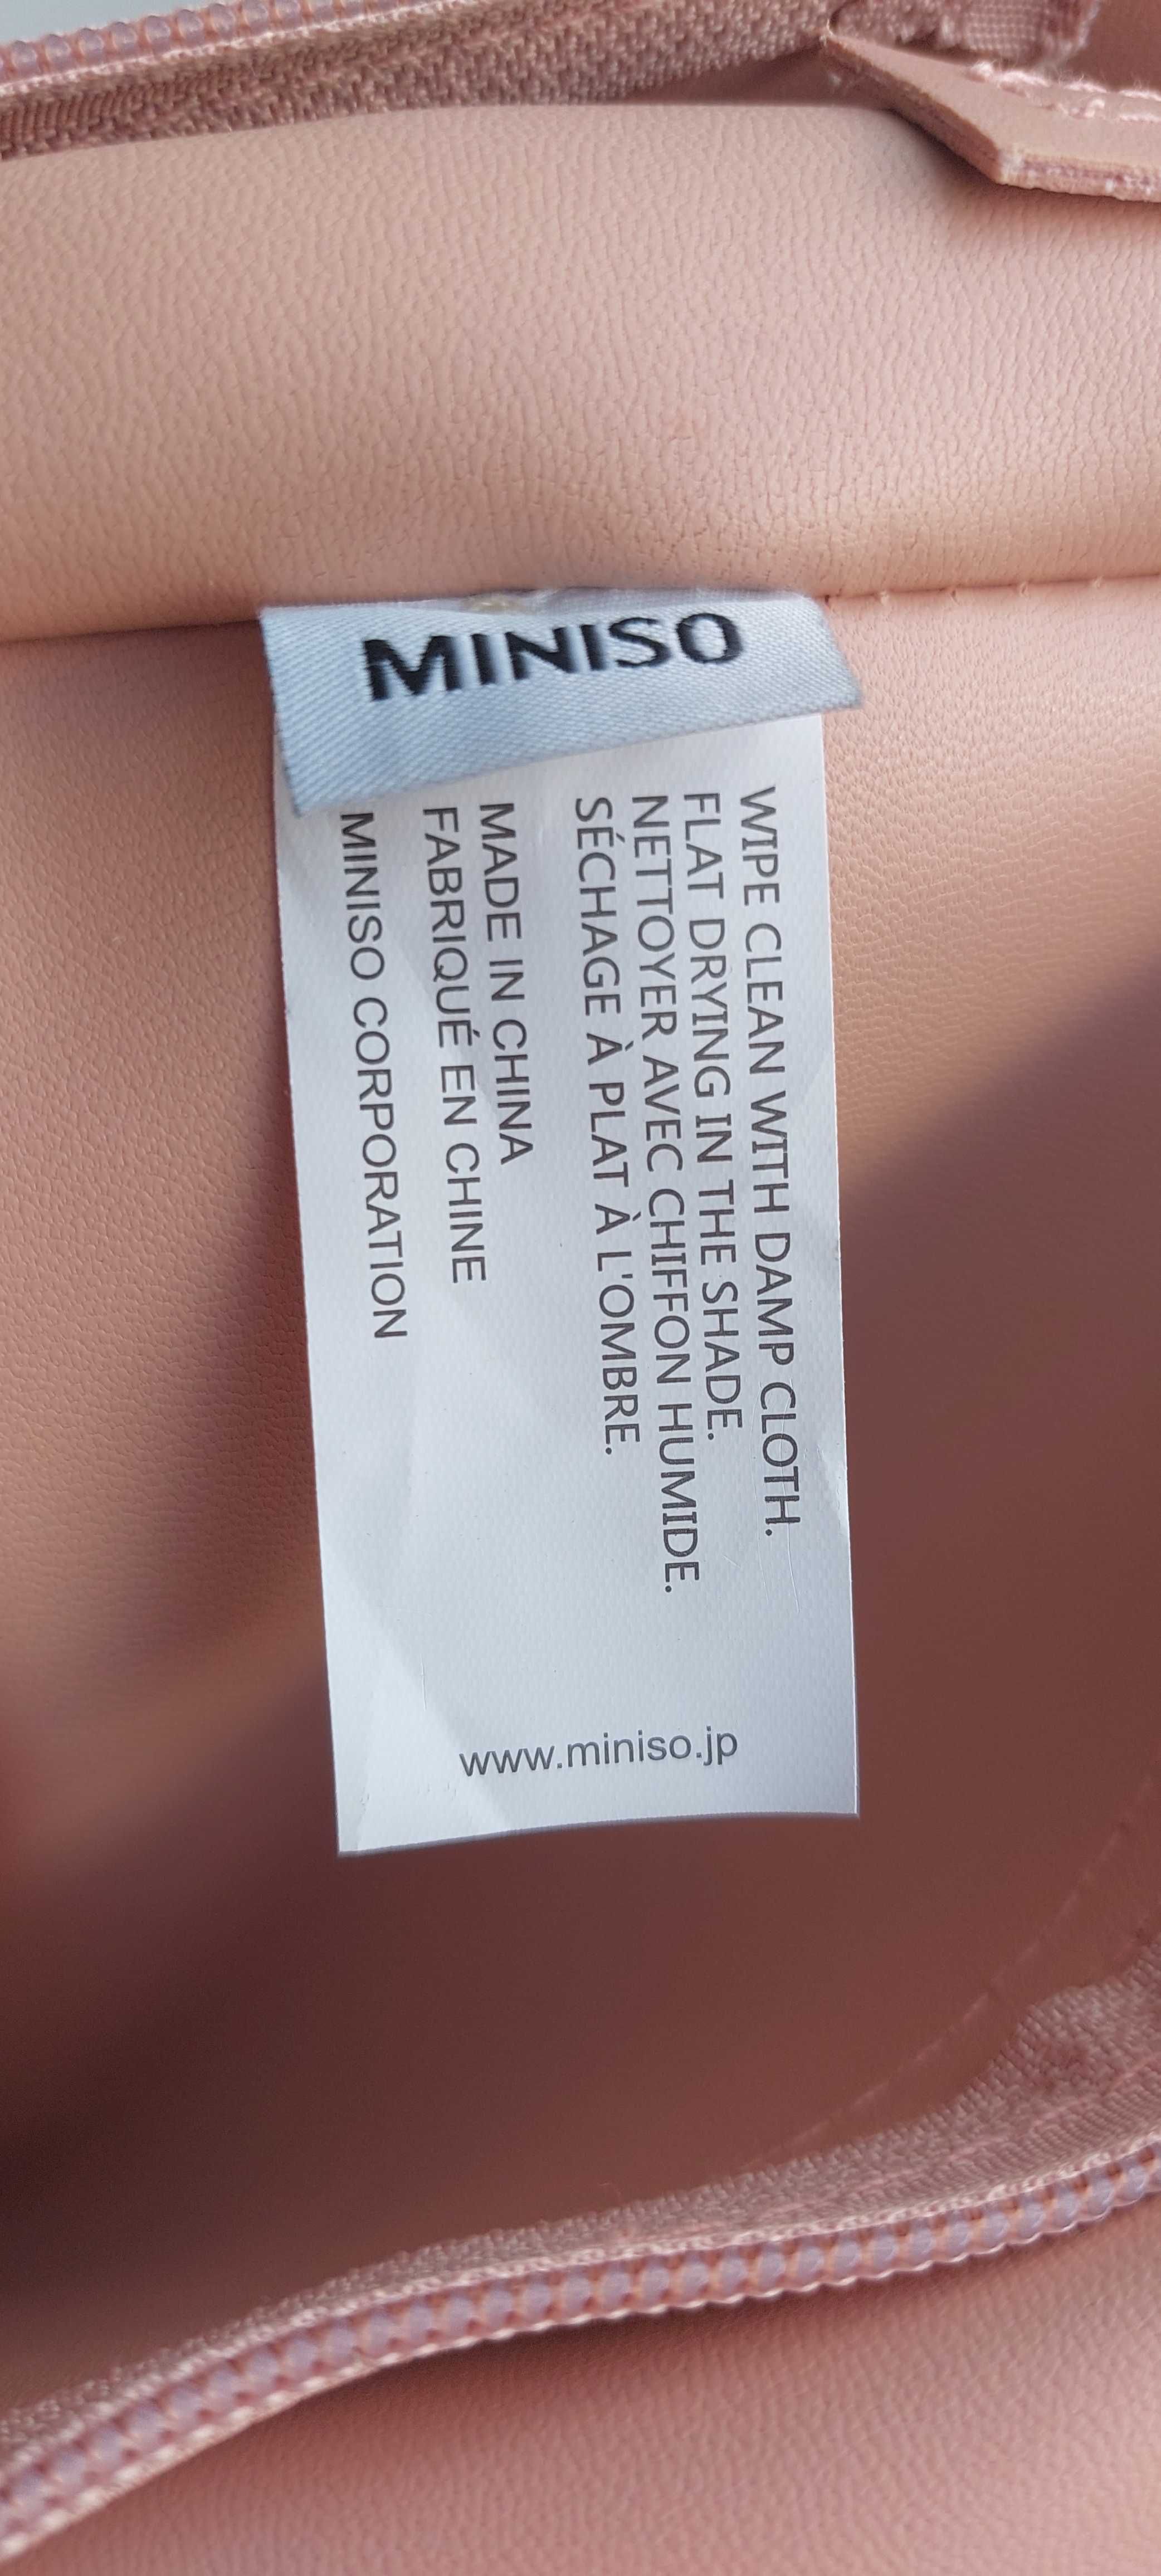 MINISO
WIPE CLEAN WITH DAMP CLOTH.
FLAT DRYING IN THE SHADE.
NETTOYER AVEC CHIFFON HUMIDE.
SÉCHAGE À PLAT À L'OMBRE.
MADE IN CHINA
FABRIQUÉ EN CHINE
MINISO CORPORATION
www.miniso.jp